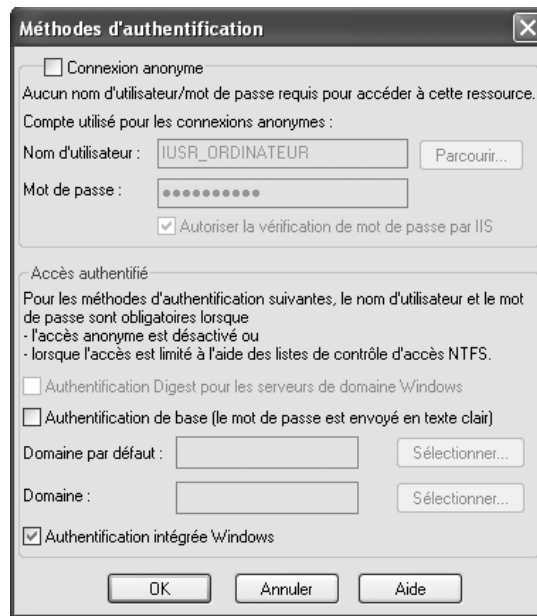 Méthodes d'authentification
Connexion anonyme
Aucun nom d'utilisateur/mot de passe requis pour accéder à cette ressource.
Compte utilisé pour les connexions anonymes :
Nom d'utilisateur : IUSR_ORDINATEUR Parcourir...
Mot de passe : ●●●●●●●●●●
Autoriser la vérification de mot de passe par IIS
Accès authentifié
Pour les méthodes d'authentification suivantes, le nom d'utilisateur et le mot
de passe sont obligatoires lorsque
- l'accès anonyme est désactivé ou
- lorsque l'accès est limité à l'aide des listes de contrôle d'accès NTFS.
Authentification Digest pour les serveurs de domaine Windows
Authentification de base (le mot de passe est envoyé en texte clair)
Domaine par défaut : Sélectionner...
Domaine : Sélectionner...
Authentification intégrée Windows
OK Annuler Aide